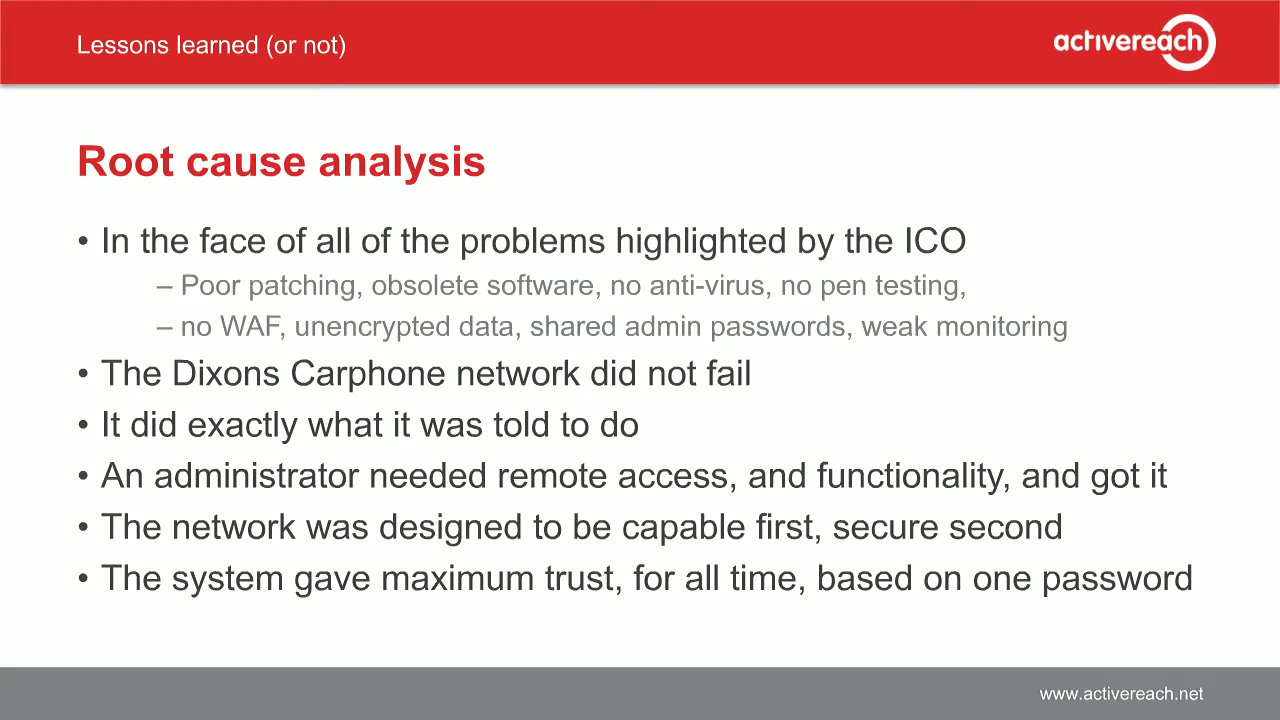 Lessons learned (or not)
activereach
Root cause analysis
• In the face of all of the problems highlighted by the ICO
– Poor patching, obsolete software, no anti-virus, no pen testing,
– no WAF, unencrypted data, shared admin passwords, weak monitoring
• The Dixons Carphone network did not fail
• It did exactly what it was told to do
• An administrator needed remote access, and functionality, and got it
• The network was designed to be capable first, secure second
• The system gave maximum trust, for all time, based on one password
www.activereach.net